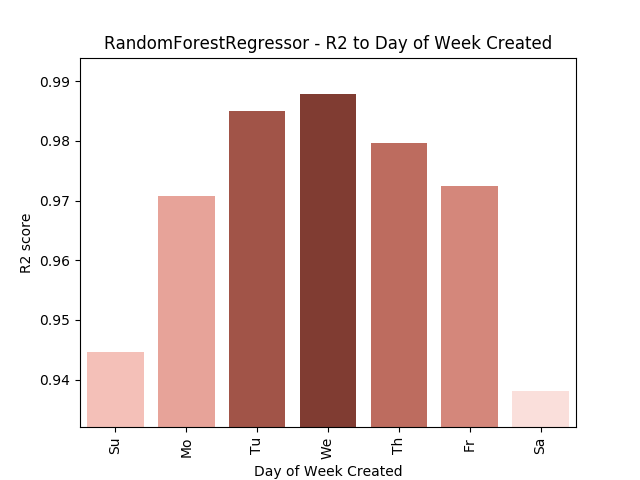 RandomForestRegressor - R2 to Day of Week Created
0.99
0.98
0.97
0.96
0.95
0.94
R2 score
Su
Mo
Tu
We
Th
Fr
Sa
Day of Week Created